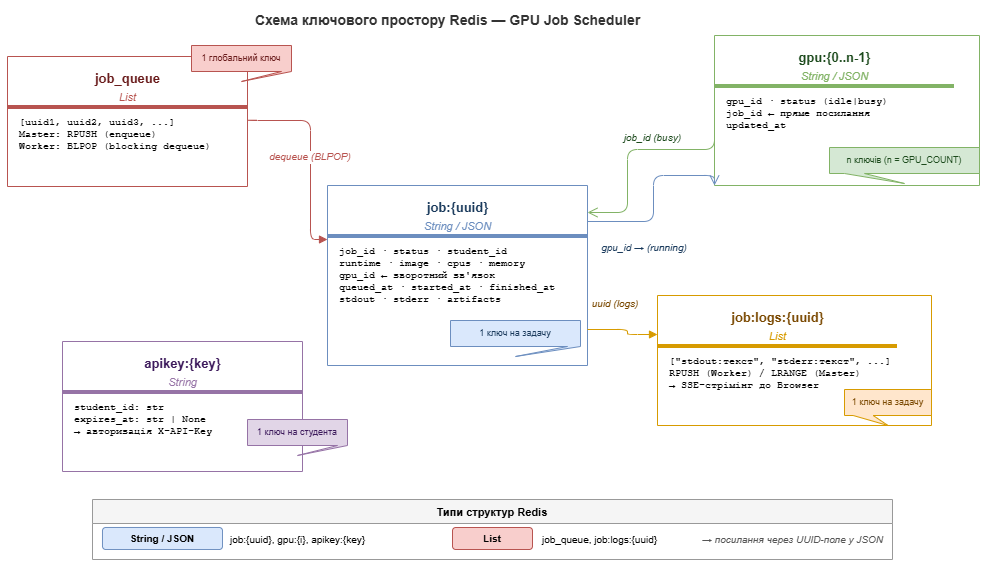 Схема ключового простору Redis — GPU Job Scheduler
1 глобальний ключ
job_queue
List
[uuid1, uuid2, uuid3, ...]
Master: RPUSH (enqueue)
Worker: BLPOP (blocking dequeue)
dequeue (BLPOP)
gpu:{0..n-1}
String / JSON
gpu_id · status (idle|busy)
job_id ← пряме посилання
updated_at
n ключів (n = GPU_COUNT)
job_id (busy)
job:{uuid}
String / JSON
job_id · status · student_id
runtime · image · cpus · memory
gpu_id ← зворотний зв'язок
queued_at · started_at · finished_at
stdout · stderr · artifacts
1 ключ на задачу
gpu_id → (running)
uuid (logs)
job:logs:{uuid}
List
["stdout:текст", "stderr:текст", ...]
RPUSH (Worker) / LRANGE (Master)
→ SSE-стрімінг до Browser
1 ключ на задачу
apikey:{key}
String
student_id: str
expires_at: str | None
→ авторизація X-API-Key
1 ключ на студента
Типи структур Redis
String / JSON
job:{uuid}, gpu:{i}, apikey:{key}
List
job_queue, job:logs:{uuid}
→ посилання через UUID-поле у JSON